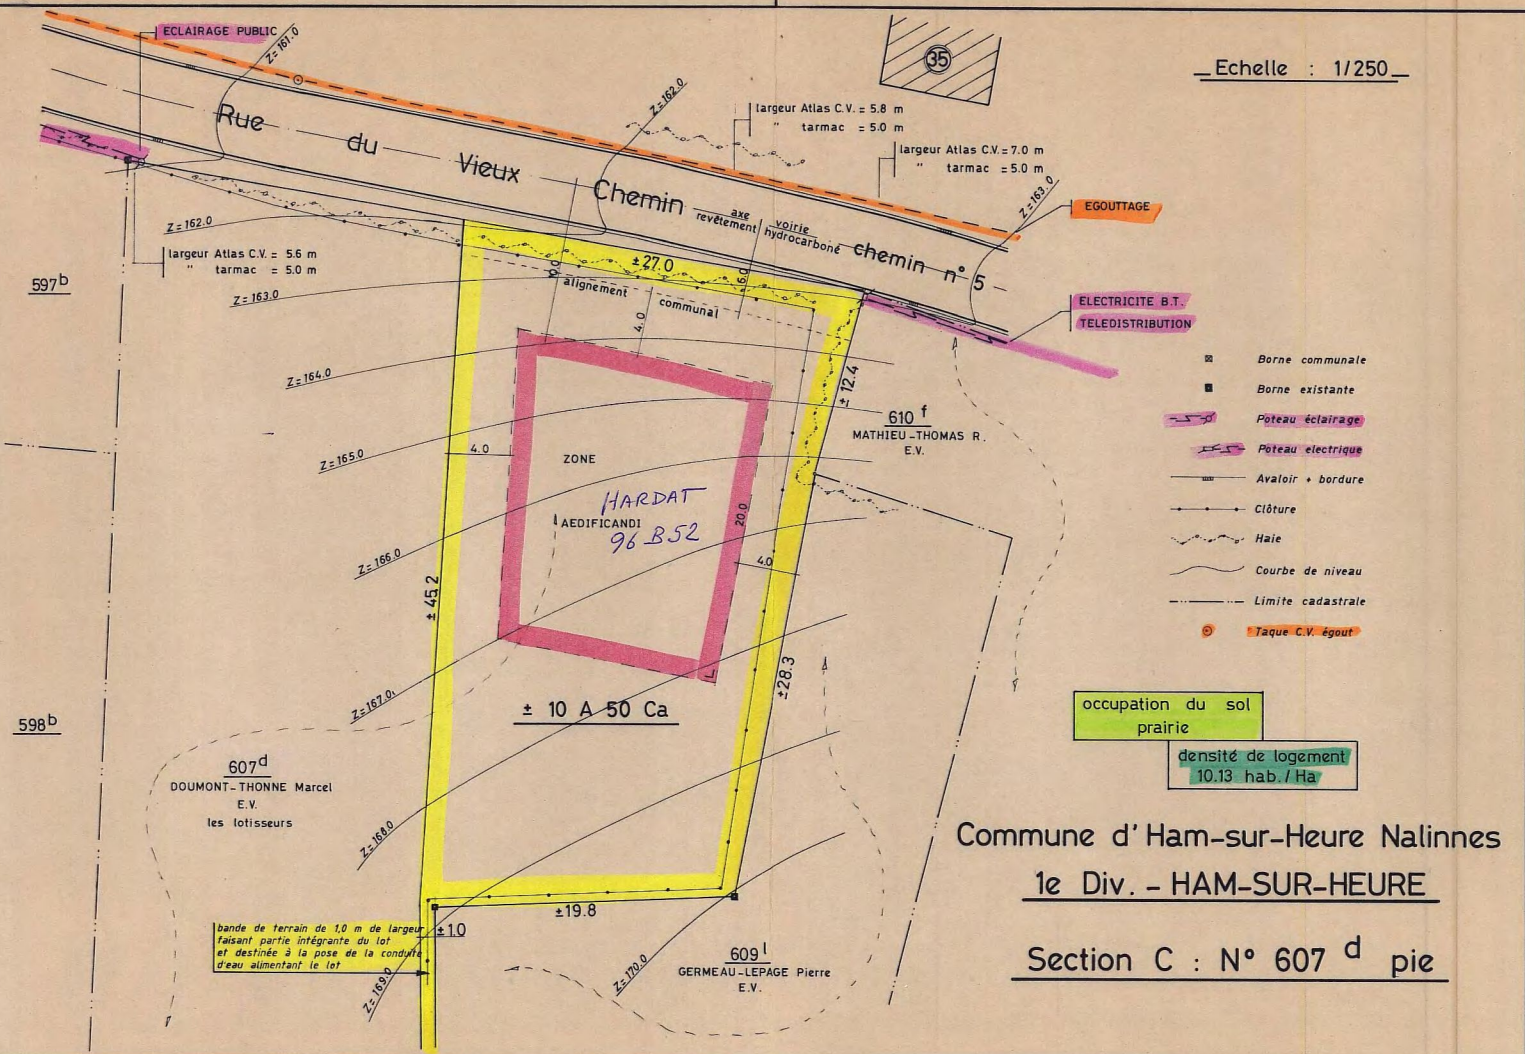 ECLAIRAGE PUBLIC
Z=161.0
35
Echelle : 1/250
Z=162.0
largeur Atlas C.V. = 5.8 m
" tarmac = 5.0 m
largeur Atlas C.V. = 7.0 m
" tarmac = 5.0 m
Rue du Vieux Chemin
axe voirie
revêtement hydrocarboné
chemin n° 5
Z=163.0
EGOUTTAGE
Z=162.0
largeur Atlas C.V. = 5.6 m
" tarmac = 5.0 m
597b
Z=163.0
±27.0
10.0
6.0
alignement communal
4.0
ELECTRICITE B.T.
TELEDISTRIBUTION
Borne communale
Borne existante
Poteau éclairage
Poteau electrique
Avaloir + bordure
Clôture
Haie
Courbe de niveau
Limite cadastrale
Taque C.V. égout
Z=164.0
± 12.4
610 f
MATHIEU-THOMAS R.
E.V.
Z=165.0
4.0
ZONE
HARDAT
AEDIFICANDI
96 B52
20.0
4.0
Z=166.0
± 45.2
±28.3
Z=167.0
± 10 A 50 Ca
598b
607d
DOUMONT-THONNE Marcel
E.V.
les lotisseurs
occupation du sol
prairie
densité de logement
10.13 hab. / Ha
Z=168.0
Commune d'Ham-sur-Heure Nalinnes
1e Div. - HAM-SUR-HEURE
Section C : N° 607 d pie
±19.8
±1.0
bande de terrain de 1,0 m de largeur
faisant partie intégrante du lot
et destinée à la pose de la conduite
d'eau alimentant le lot
Z=169.0
Z=170.0
609 l
GERMEAU-LEPAGE Pierre
E.V.